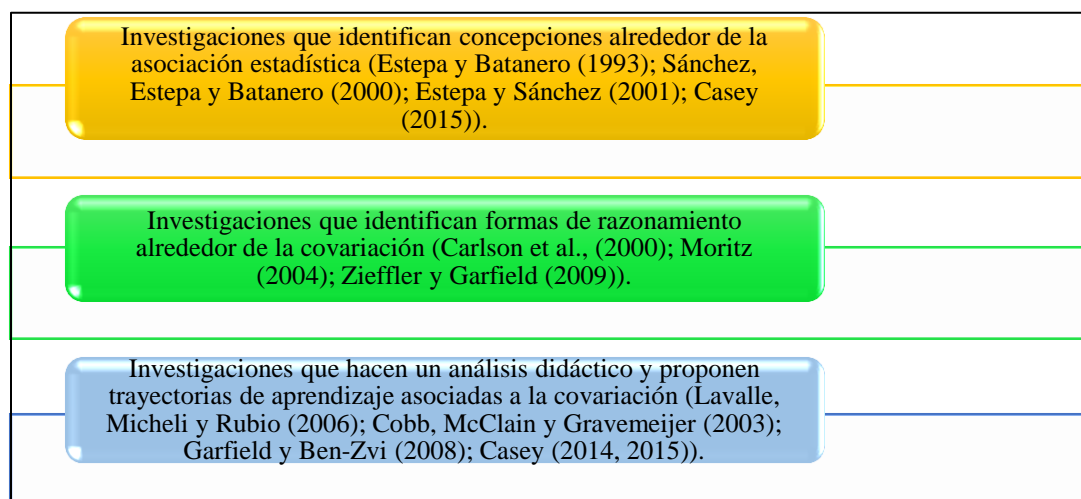 Investigaciones que identifican concepciones alrededor de la
asociación estadística (Estepa y Batanero (1993); Sánchez,
Estepa y Batanero (2000); Estepa y Sánchez (2001); Casey
(2015)).
Investigaciones que identifican formas de razonamiento
alrededor de la covariación (Carlson et al., (2000); Moritz
(2004); Zieffler y Garfield (2009)).
Investigaciones que hacen un análisis didáctico y proponen
trayectorias de aprendizaje asociadas a la covariación (Lavalle,
Micheli y Rubio (2006); Cobb, McClain y Gravemeijer (2003);
Garfield y Ben-Zvi (2008); Casey (2014, 2015)).